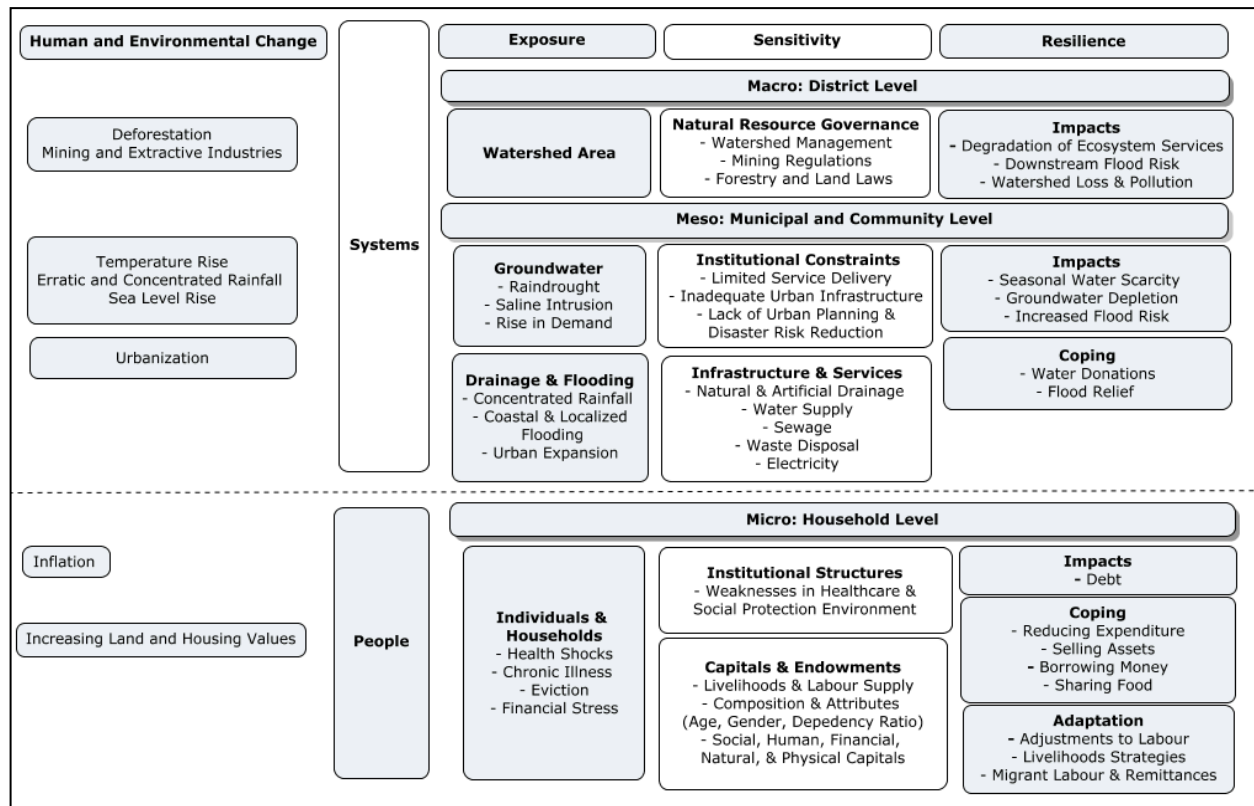 Human and Environmental Change
Exposure
Sensitivity
Resilience
Macro: District Level
Deforestation
Mining and Extractive Industries
Systems
Watershed Area
Natural Resource Governance
- Watershed Management
- Mining Regulations
- Forestry and Land Laws
Impacts
- Degradation of Ecosystem Services
- Downstream Flood Risk
- Watershed Loss & Pollution
Meso: Municipal and Community Level
Temperature Rise
Erratic and Concentrated Rainfall
Sea Level Rise
Urbanization
Groundwater
- Raindrought
- Saline Intrusion
- Rise in Demand
Institutional Constraints
- Limited Service Delivery
- Inadequate Urban Infrastructure
- Lack of Urban Planning &
Disaster Risk Reduction
Impacts
- Seasonal Water Scarcity
- Groundwater Depletion
- Increased Flood Risk
Drainage & Flooding
- Concentrated Rainfall
- Coastal & Localized
Flooding
- Urban Expansion
Infrastructure & Services
- Natural & Artificial Drainage
- Water Supply
- Sewage
- Waste Disposal
- Electricity
Coping
- Water Donations
- Flood Relief
Micro: Household Level
Inflation
Increasing Land and Housing Values
People
Individuals &
Households
- Health Shocks
- Chronic Illness
- Eviction
- Financial Stress
Institutional Structures
- Weaknesses in Healthcare &
Social Protection Environment
Capitals & Endowments
- Livelihoods & Labour Supply
- Composition & Attributes
(Age, Gender, Depedency Ratio)
- Social, Human, Financial,
Natural, & Physical Capitals
Impacts
- Debt
Coping
- Reducing Expenditure
- Selling Assets
- Borrowing Money
- Sharing Food
Adaptation
- Adjustments to Labour
- Livelihoods Strategies
- Migrant Labour & Remittances